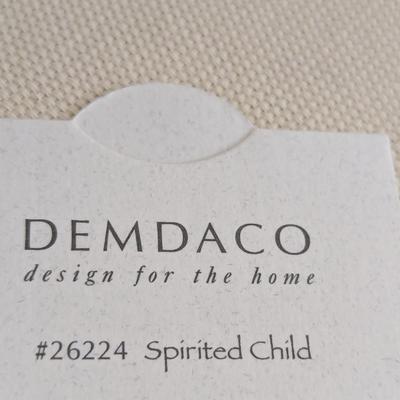 DEMDACO
design for the home
#26224 Spirited Child